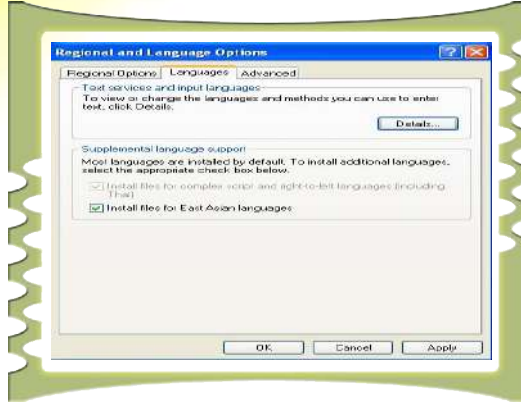 Regional and Language Options
Regional Options Languages Advanced
Text services and input languages
To view or change the languages and methods you can use to enter
text, click Details.
Details...
Supplemental language support
Most languages are installed by default. To install additional languages,
select the appropriate check box below.
Install files for complex script and right-to-left languages (including
Thai)
Install files for East Asian languages
OK Cancel Apply